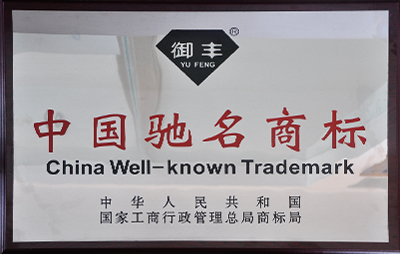 ®
御丰
YU FENG
中国驰名商标
China Well-known Trademark
中华人民共和国
国家工商行政管理总局商标局